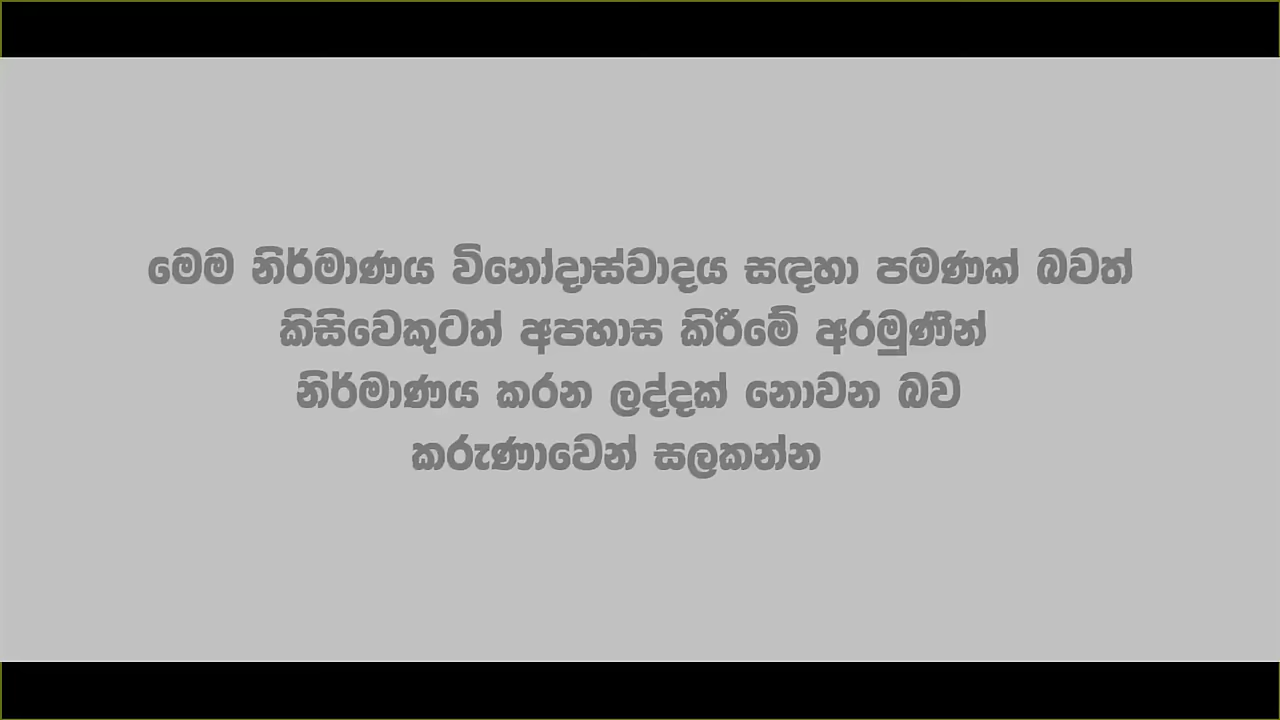 මෙම නිර්මාණය විනෝදාස්වාදය සඳහා පමණක් බවත්
කිසිවෙකුටත් අපහාස කිරීමේ අරමුණින්
නිර්මාණය කරන ලද්දක් නොවන බව
කරුණාවෙන් සලකන්න